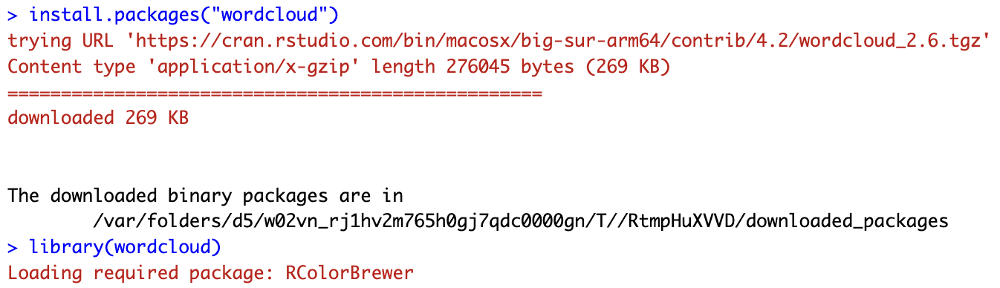 > install.packages("wordcloud")
trying URL 'https://cran.rstudio.com/bin/macosx/big-sur-arm64/contrib/4.2/wordcloud_2.6.tgz'
Content type 'application/x-gzip' length 276045 bytes (269 KB)
==================================================
downloaded 269 KB
The downloaded binary packages are in
/var/folders/d5/w02vn_rj1hv2m765h0gj7qdc0000gn/T//RtmpHuXVVD/downloaded_packages
> library(wordcloud)
Loading required package: RColorBrewer